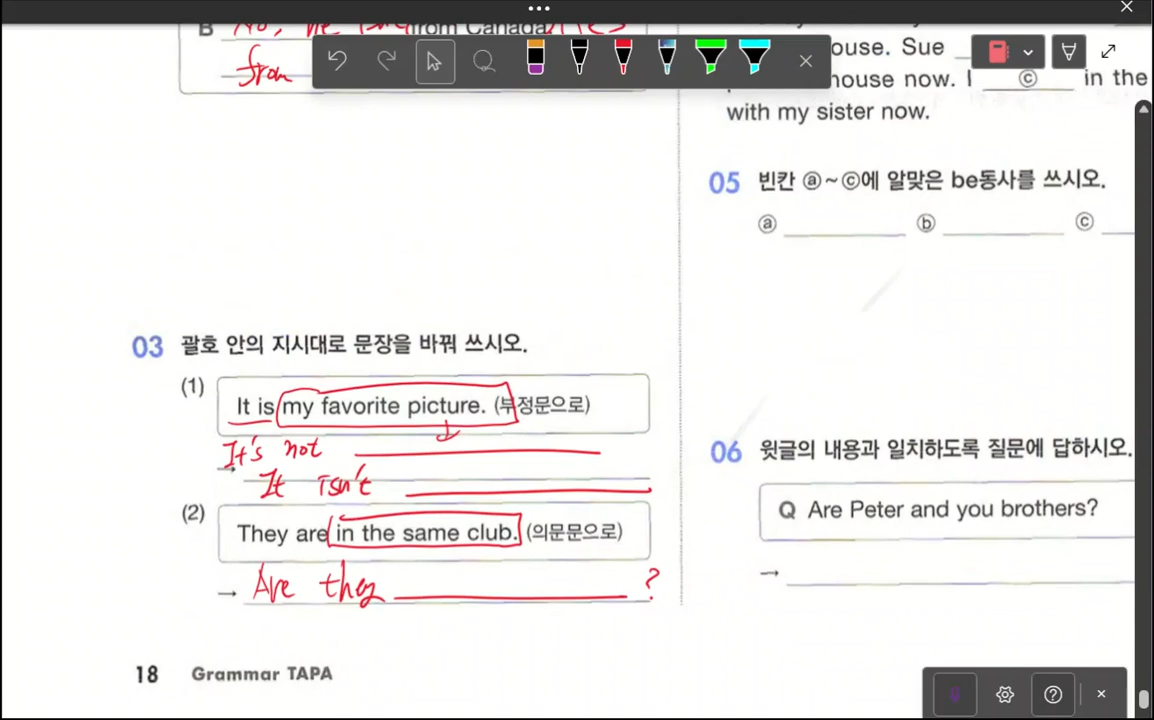 B No, he isn't from Canada. He's
from
ouse. Sue
house now. I ⓒ in the
with my sister now.
05 빈칸 ⓐ~ⓒ에 알맞은 be동사를 쓰시오.
ⓐ ⓑ ⓒ
03 괄호 안의 지시대로 문장을 바꿔 쓰시오.
(1)
It is my favorite picture. (부정문으로)
It's not
→ It isn't
(2)
They are in the same club. (의문문으로)
→ Are they ?
06 윗글의 내용과 일치하도록 질문에 답하시오.
Q Are Peter and you brothers?
→
18 Grammar TAPA